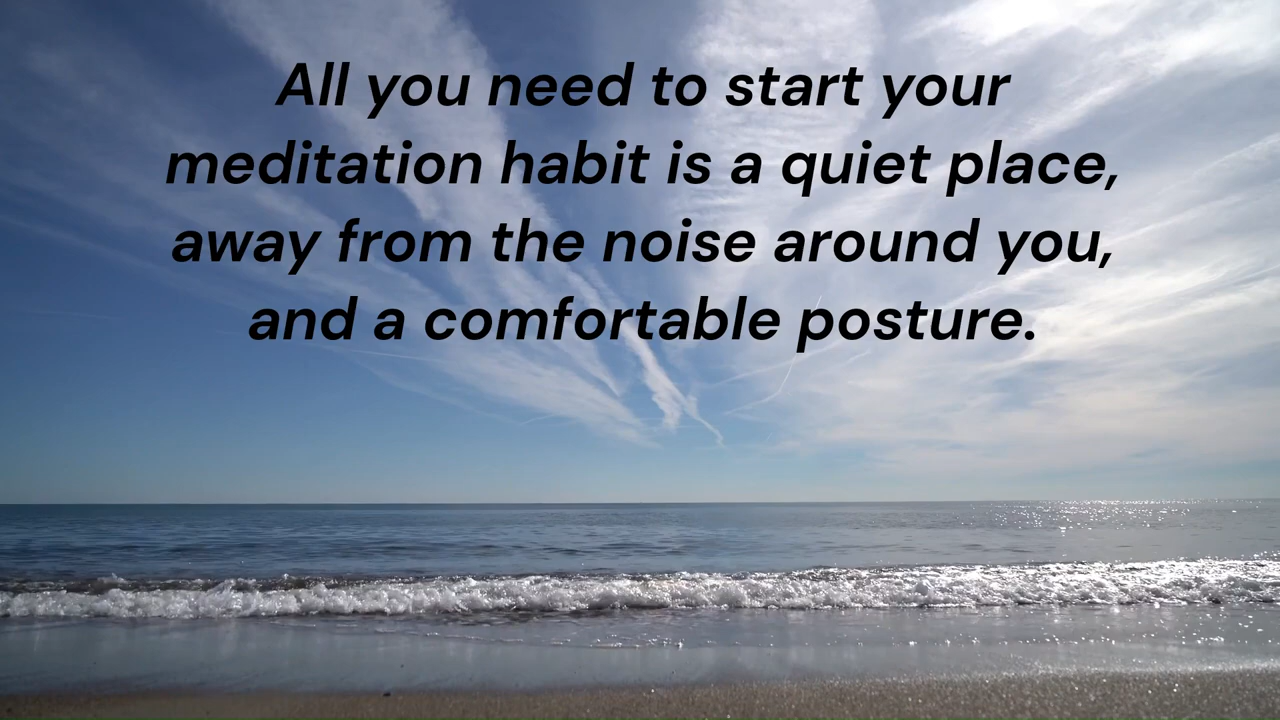 All you need to start your
meditation habit is a quiet place,
away from the noise around you,
and a comfortable posture.